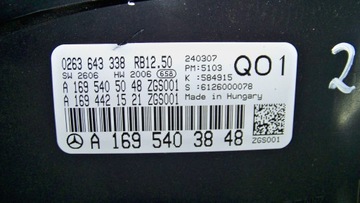 0263 643 338 RB12.50
240307
SW 2606 HW 2006 658
PM:5103
K :584915
A 169 540 50 48 ZGS001
S :6126000078
A 169 442 15 21 ZGS001
Made in Hungary
Q01
A 169 540 38 48
ZGS001
2